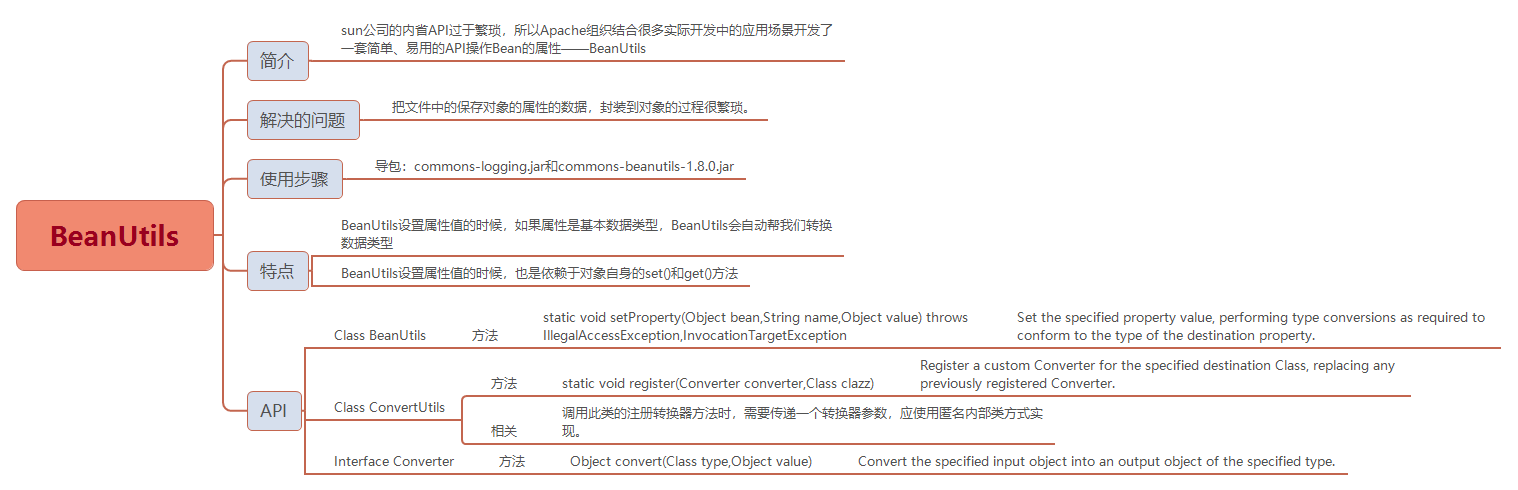 BeanUtils
简介
sun公司的内省API过于繁琐，所以Apache组织结合很多实际开发中的应用场景开发了
一套简单、易用的API操作Bean的属性——BeanUtils
解决的问题
把文件中的保存对象的属性的数据，封装到对象的过程很繁琐。
使用步骤
导包：commons-logging.jar和commons-beanutils-1.8.0.jar
特点
BeanUtils设置属性值的时候，如果属性是基本数据类型，BeanUtils会自动帮我们转换
数据类型
BeanUtils设置属性值的时候，也是依赖于对象自身的set()和get()方法
API
Class BeanUtils
方法
static void setProperty(Object bean,String name,Object value) throws
IllegalAccessException,InvocationTargetException
Set the specified property value, performing type conversions as required to
conform to the type of the destination property.
Class ConvertUtils
方法
static void register(Converter converter,Class clazz)
Register a custom Converter for the specified destination Class, replacing any
previously registered Converter.
相关
调用此类的注册转换器方法时，需要传递一个转换器参数，应使用匿名内部类方式实
现。
Interface Converter
方法
Object convert(Class type,Object value)
Convert the specified input object into an output object of the specified type.